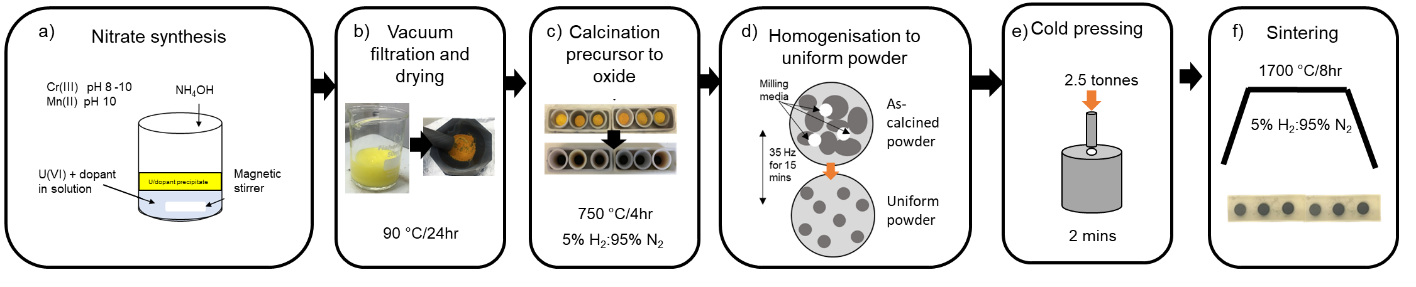 a) Nitrate synthesis
Cr(III) pH 8 -10
Mn(II) pH 10
NH₄OH
U(VI) + dopant
in solution
U/dopant precipitate
Magnetic
stirrer
b) Vacuum
filtration and
drying
90 °C/24hr
c) Calcination
precursor to
oxide
750 °C/4hr
5% H₂:95% N₂
d) Homogenisation to
uniform powder
Milling
media
As-
calcined
powder
35 Hz
for 15
mins
Uniform
powder
e) Cold pressing
2.5 tonnes
2 mins
f) Sintering
1700 °C/8hr
5% H₂:95% N₂